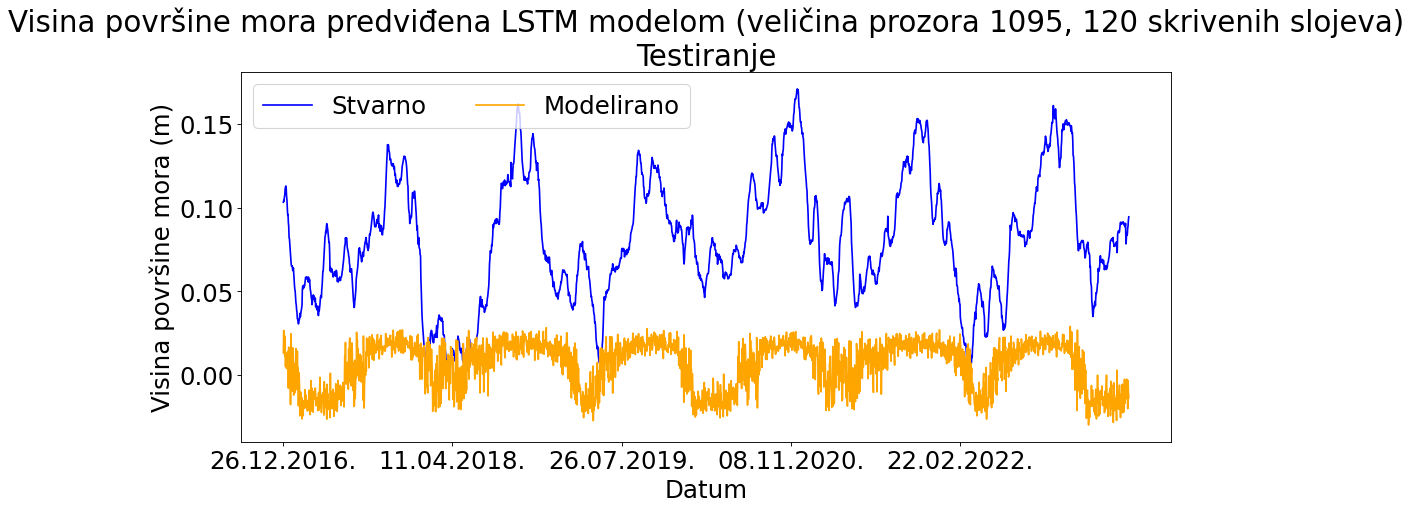 Visina površine mora predviđena LSTM modelom (veličina prozora 1095, 120 skrivenih slojeva)
Testiranje
Stvarno Modelirano
Visina površine mora (m)
0.15
0.10
0.05
0.00
26.12.2016. 11.04.2018. 26.07.2019. 08.11.2020. 22.02.2022.
Datum